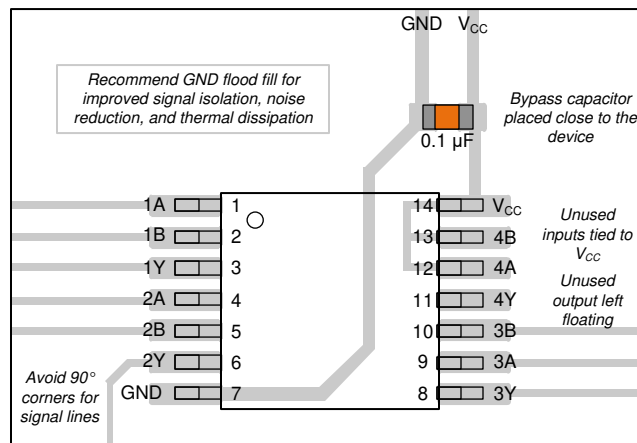 GND V_CC
Recommend GND flood fill for
improved signal isolation, noise
reduction, and thermal dissipation
Bypass capacitor
placed close to the
device
0.1 µF
1A 1 14 V_CC
1B 2 13 4B
1Y 3 12 4A
2A 4 11 4Y
2B 5 10 3B
2Y 6 9 3A
GND 7 8 3Y
Unused
inputs tied to
V_CC
Unused
output left
floating
Avoid 90°
corners for
signal lines